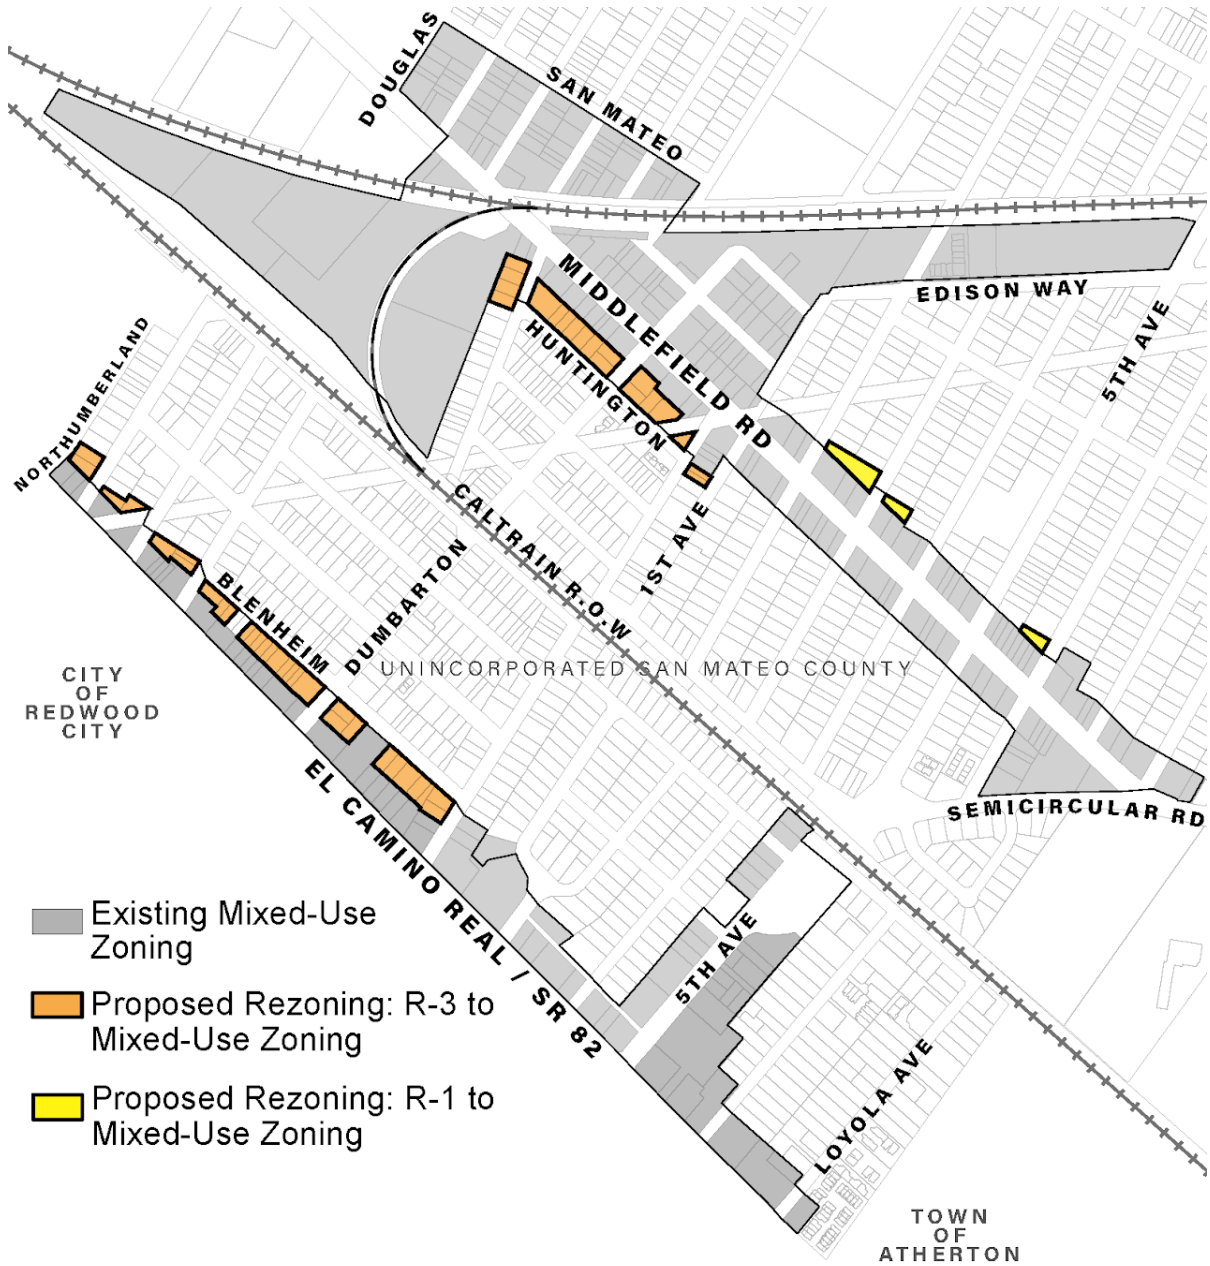 DOUGLAS
SAN MATEO
MIDDLEFIELD RD
EDISON WAY
5TH AVE
HUNTINGTON
NORTHUMBERLAND
1ST AVE
CALTRAIN R.O.W
BLENHEIM
DUMBARTON
UNINCORPORATED SAN MATEO COUNTY
CITY
OF
REDWOOD
CITY
EL CAMINO REAL / SR 82
SEMICIRCULAR RD
5TH AVE
LOYOLA AVE
Existing Mixed-Use
Zoning
Proposed Rezoning: R-3 to
Mixed-Use Zoning
Proposed Rezoning: R-1 to
Mixed-Use Zoning
TOWN
OF
ATHERTON